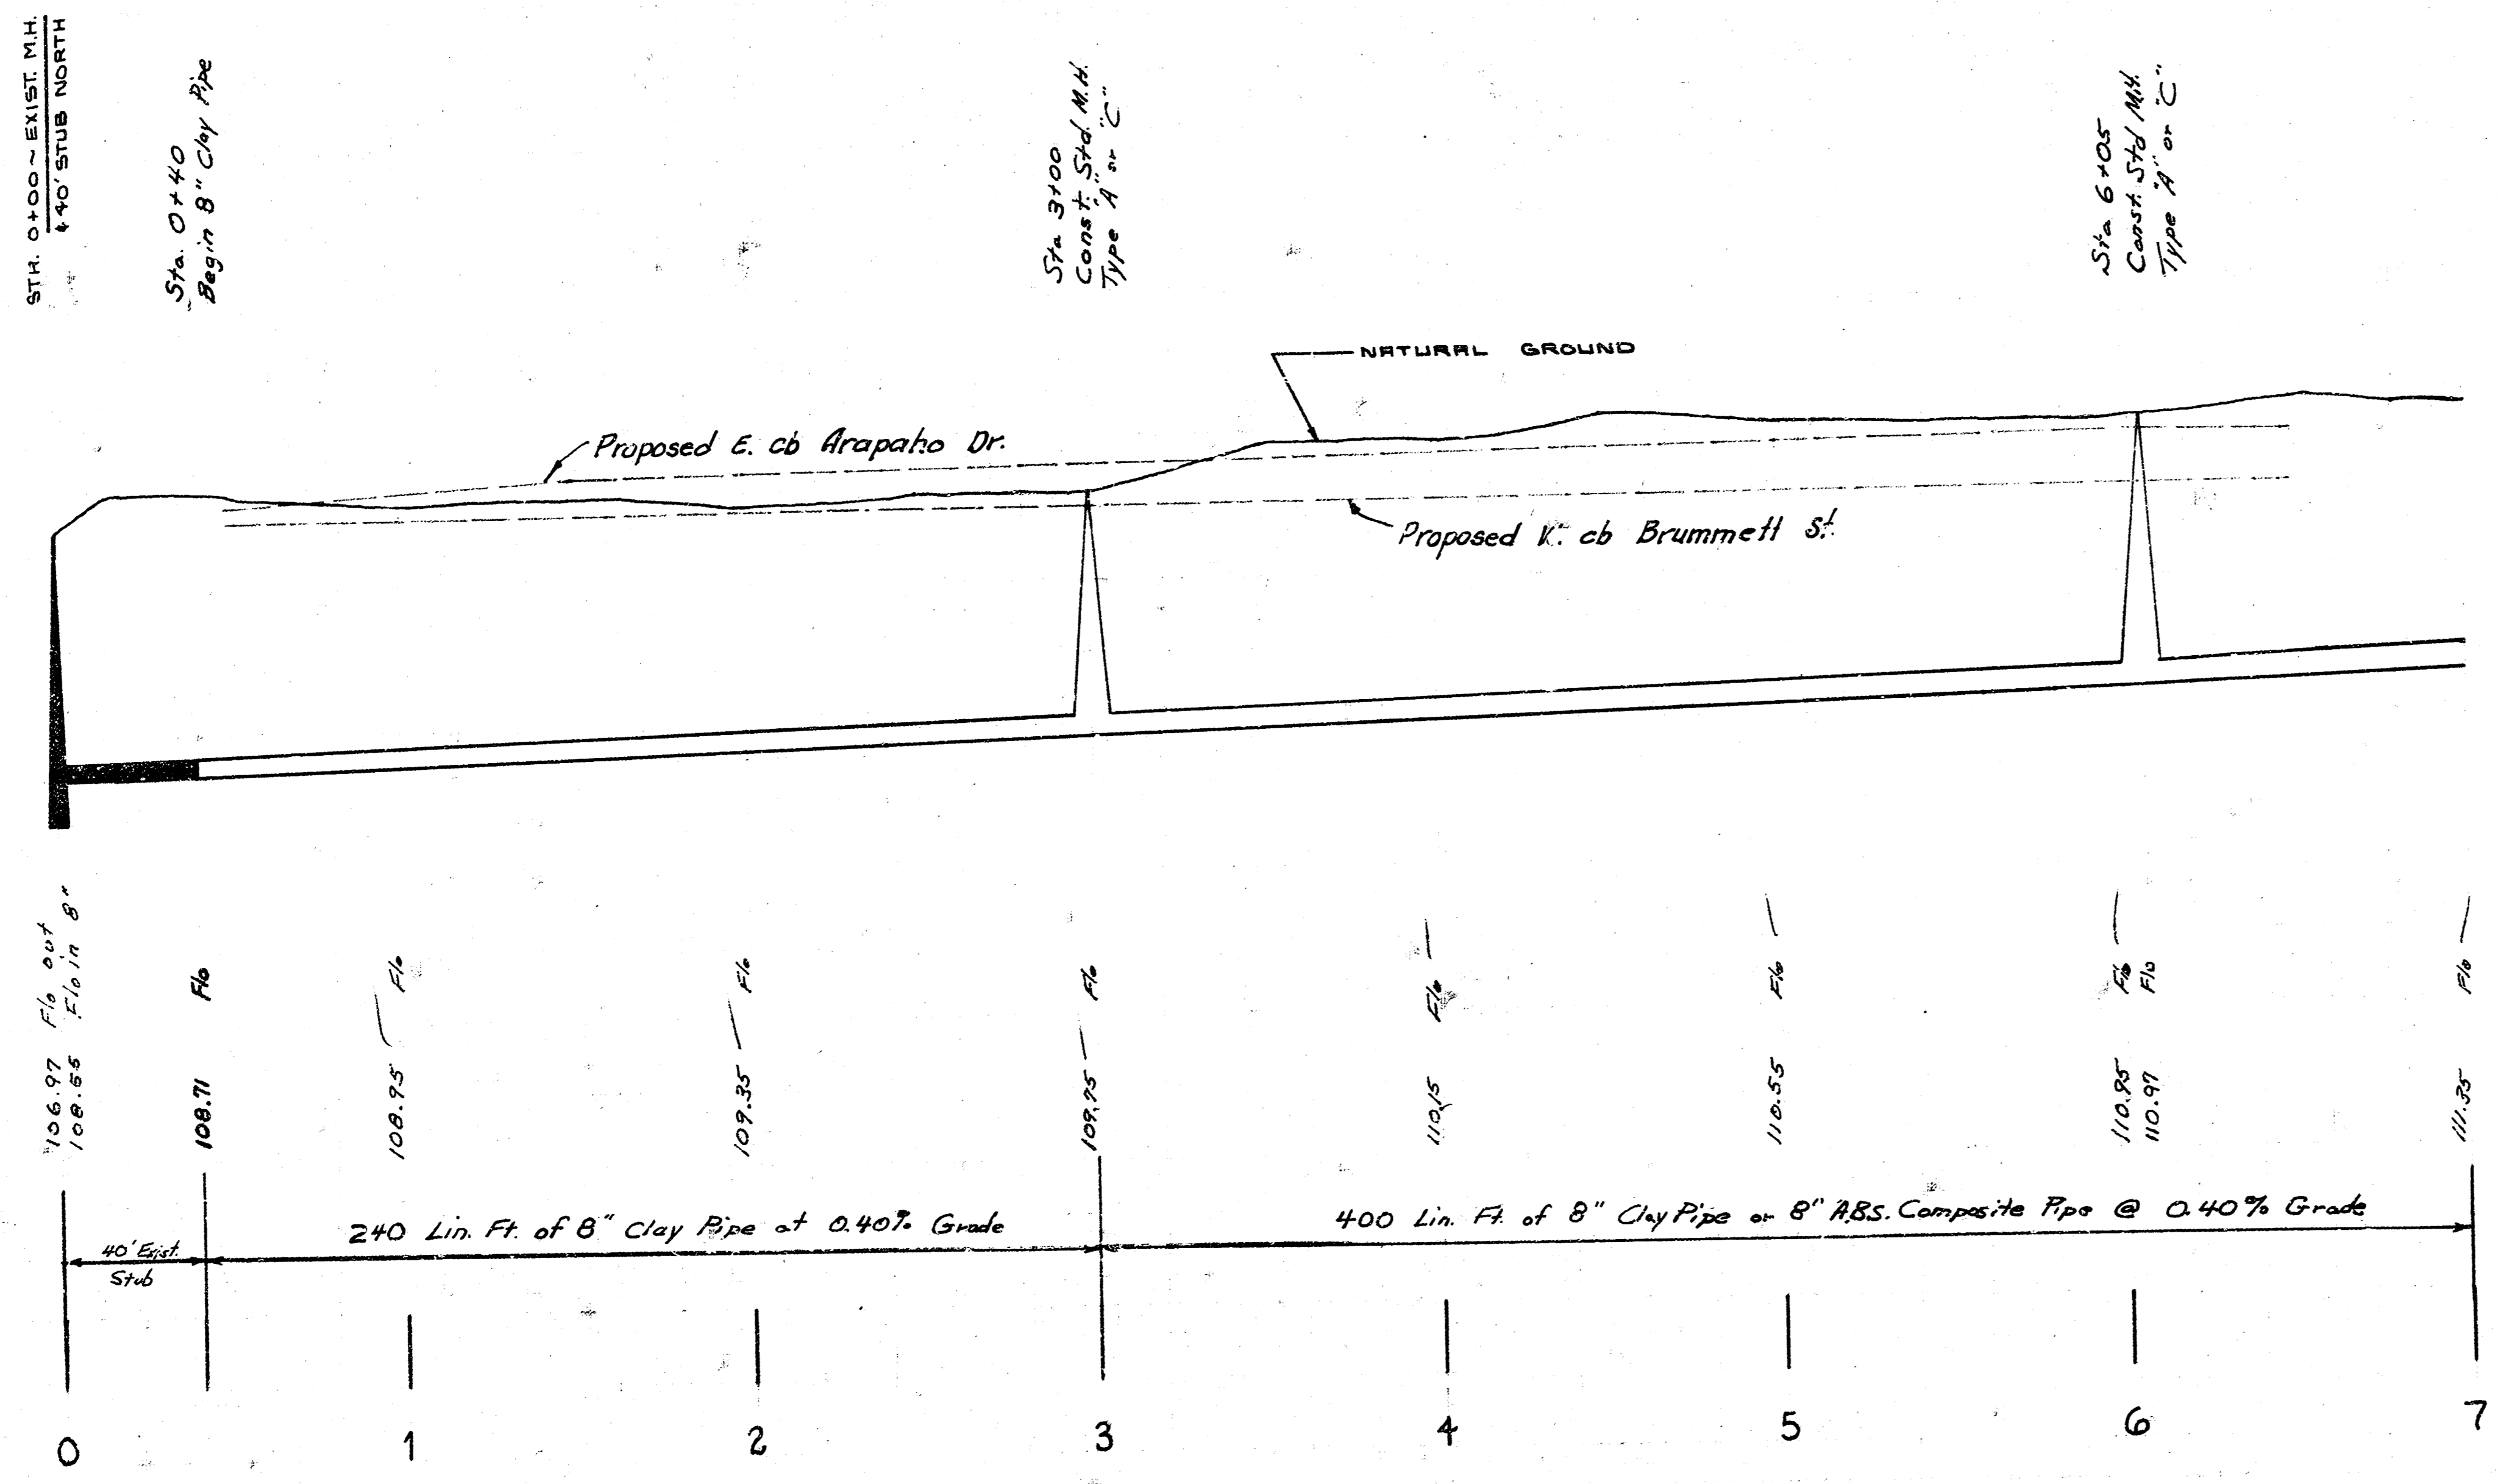 STA. 0+00 ~ EXIST. M.H.
& 40' STUB NORTH
Sta. 0+40
Begin 8" Clay Pipe
Sta 3+00
Const. Std. M.H.
Type "A" or "C"
Sta 6+05
Const. Std M.H.
Type "A" or "C"
NATURAL GROUND
Proposed E. cb Arapaho Dr.
Proposed cb Brummett St.
106.97 Flo out
108.55 Flo in 8"
108.71 Flo
108.95 Flo
109.35 Flo
109.75 Flo
110.15 Flo
110.55 Flo
110.95 Flo
110.97 Flo
111.35 Flo
240 Lin. Ft. of 8" Clay Pipe at 0.40% Grade
400 Lin. Ft. of 8" Clay Pipe or 8" A.B.S. Composite Pipe @ 0.40% Grade
40' Exist.
Stub
0 1 2 3 4 5 6 7